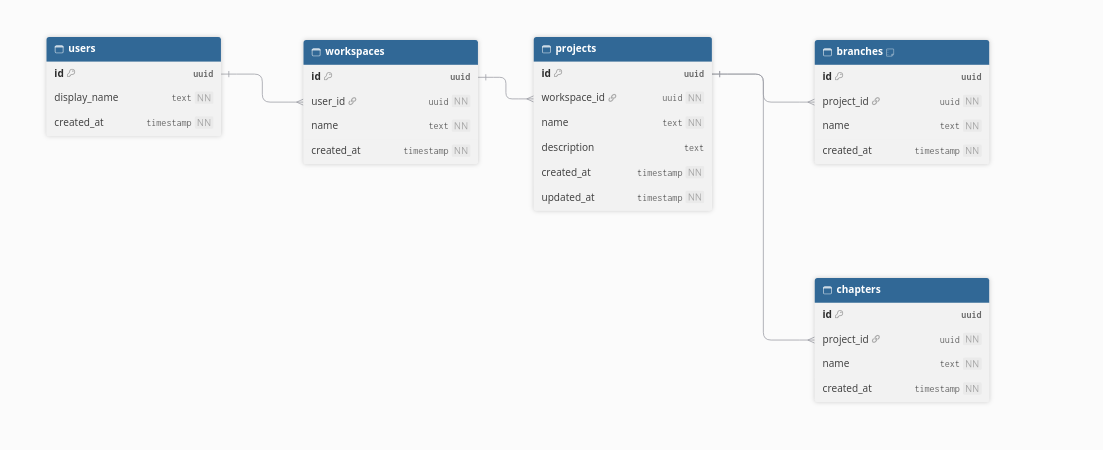 users
id uuid
display_name text NN
created_at timestamp NN
workspaces
id uuid
user_id uuid NN
name text NN
created_at timestamp NN
projects
id uuid
workspace_id uuid NN
name text NN
description text
created_at timestamp NN
updated_at timestamp NN
branches
id uuid
project_id uuid NN
name text NN
created_at timestamp NN
chapters
id uuid
project_id uuid NN
name text NN
created_at timestamp NN